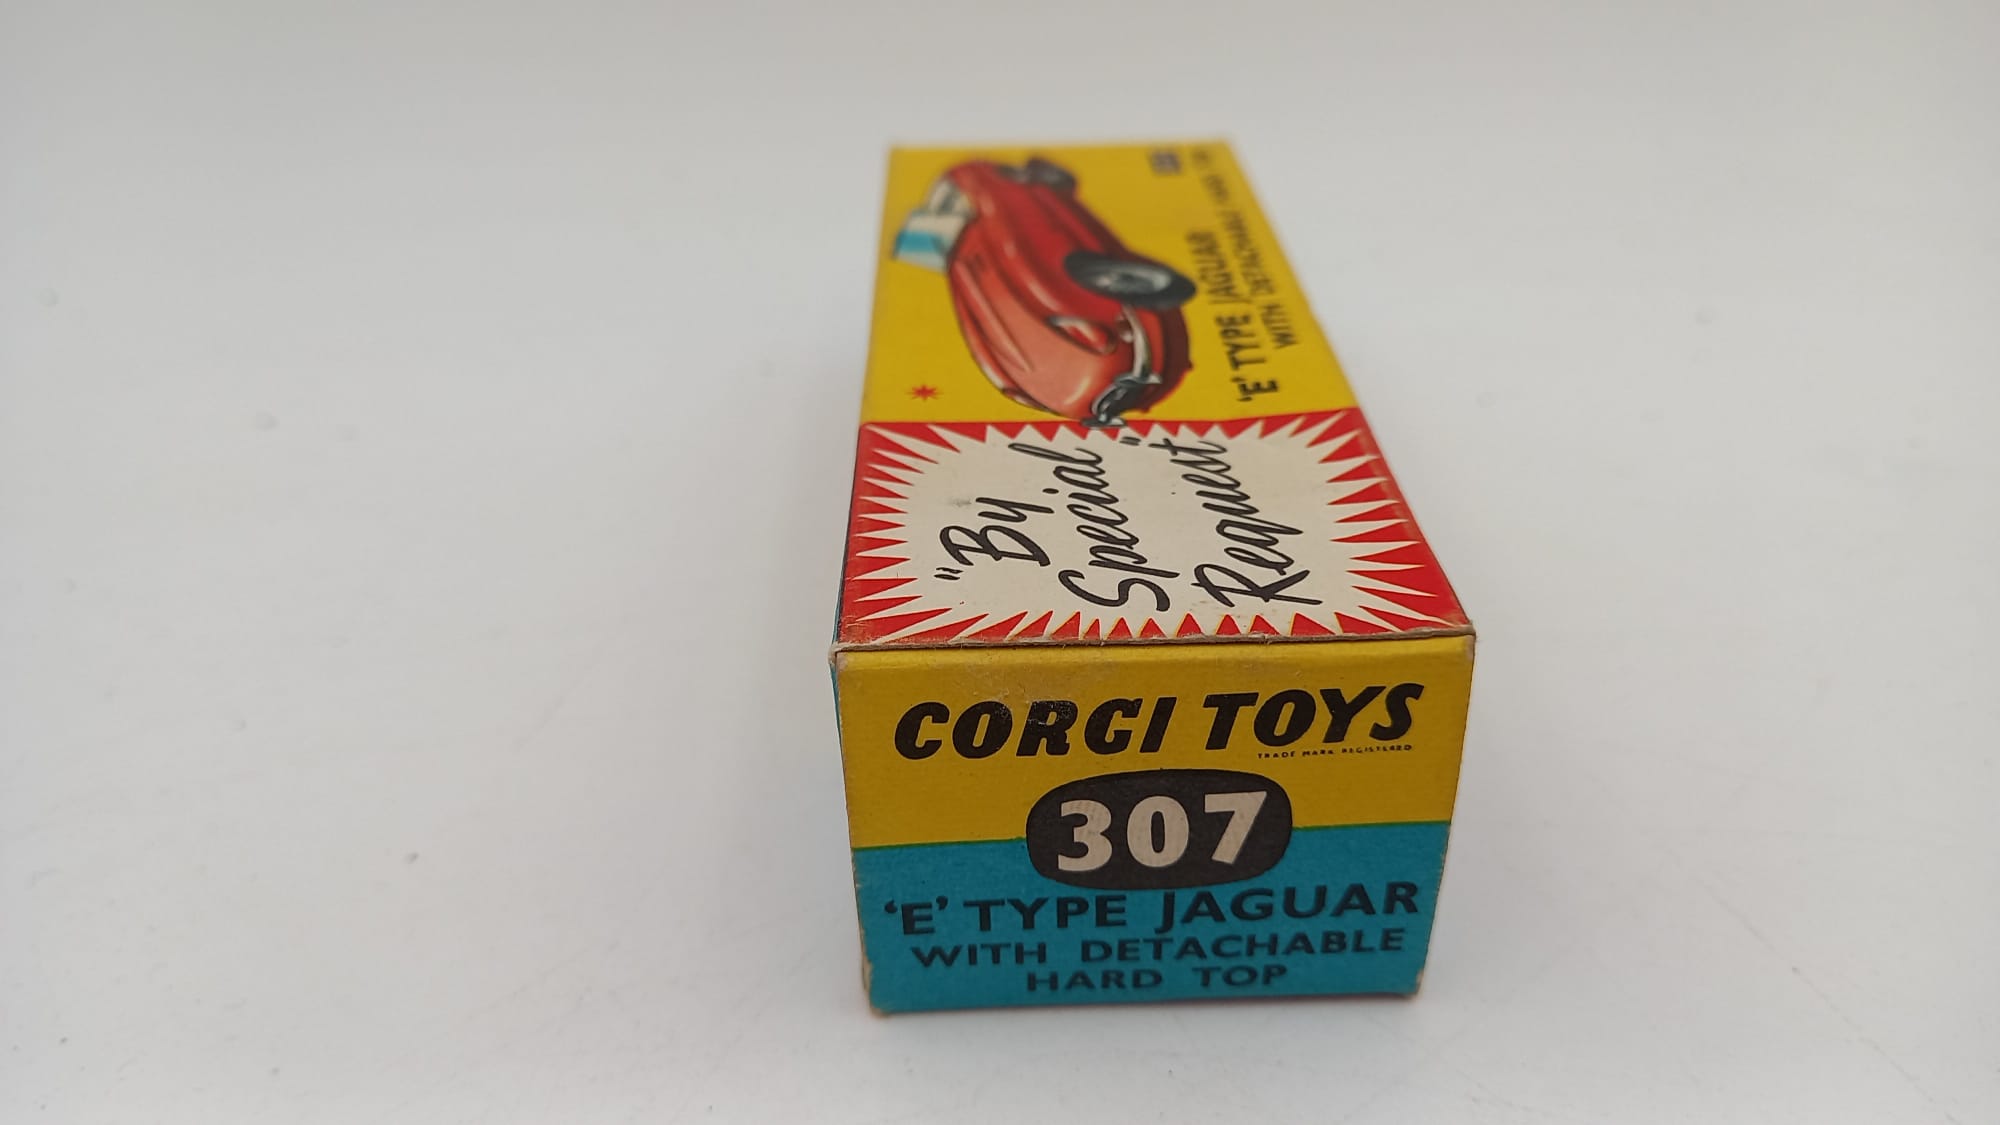 'E' TYPE JAGUAR
WITH DETACHABLE HARD TOP
"By
Special
Request"
CORGI TOYS
TRADE MARK REGISTERED
307
'E' TYPE JAGUAR
WITH DETACHABLE
HARD TOP